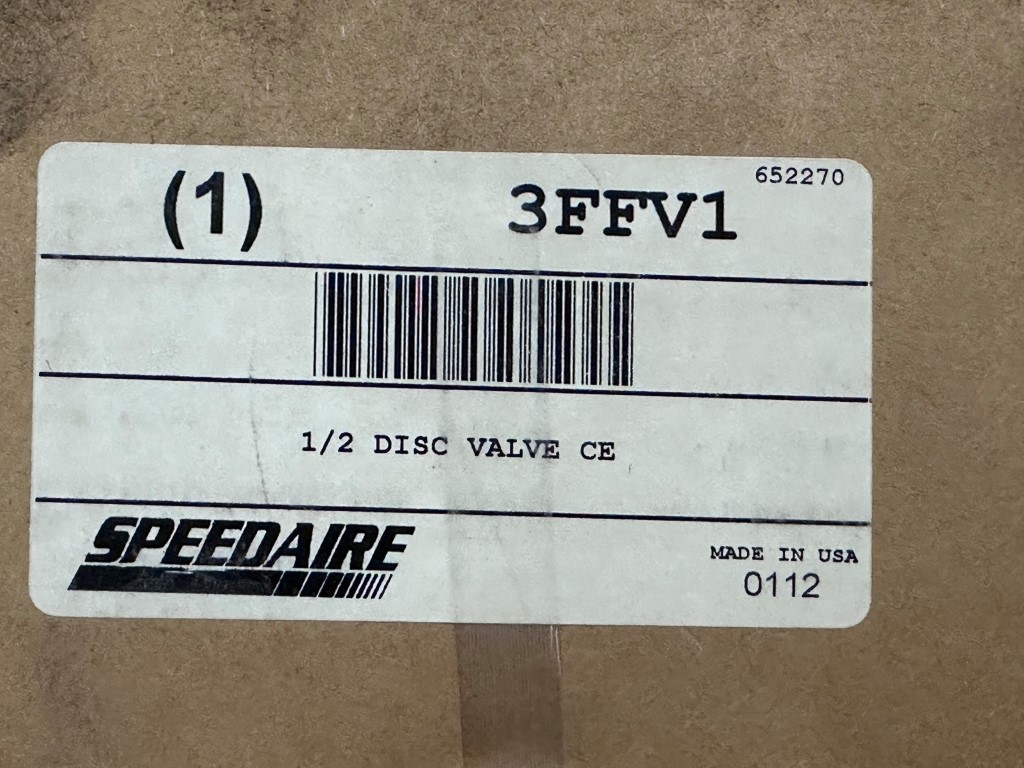 652270
(1) 3FFV1
1/2 DISC VALVE CE
SPEEDAIRE
MADE IN USA
0112